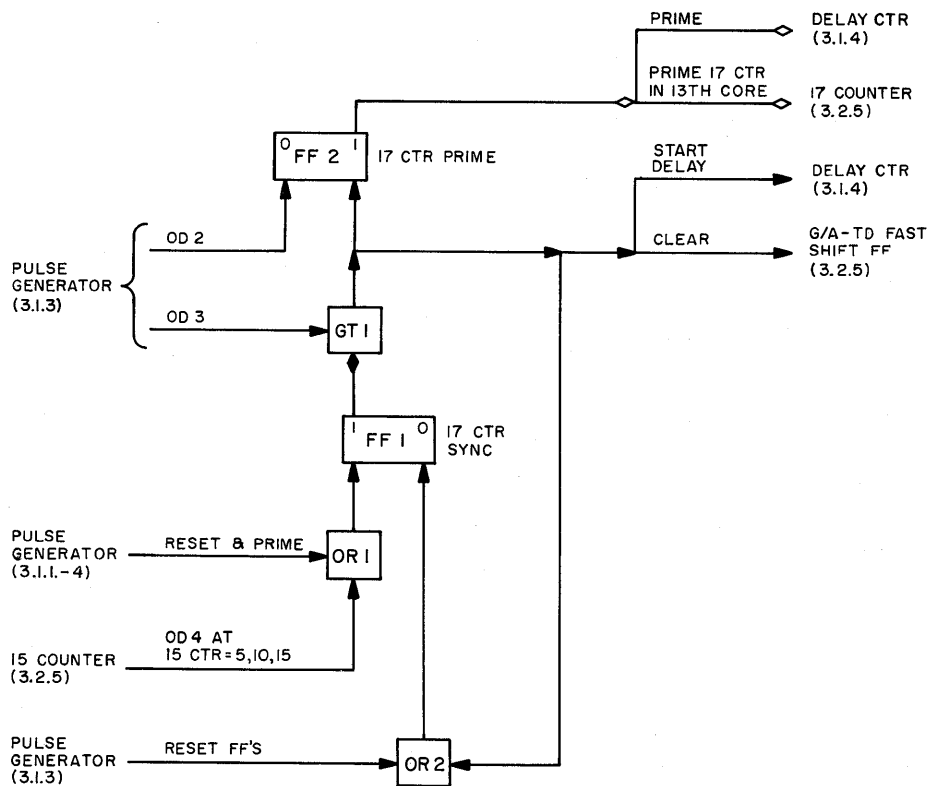 PRIME
DELAY CTR
(3.1.4)
PRIME 17 CTR
IN 13TH CORE
17 COUNTER
(3.2.5)
0 FF 2 1
17 CTR PRIME
START
DELAY
DELAY CTR
(3.1.4)
OD 2
CLEAR
G/A-TD FAST
SHIFT FF
(3.2.5)
PULSE
GENERATOR
(3.1.3)
OD 3
GT 1
1 FF 1 0
17 CTR
SYNC
PULSE
GENERATOR
(3.1.1.-4)
RESET & PRIME
OR 1
15 COUNTER
(3.2.5)
OD 4 AT
15 CTR=5,10,15
PULSE
GENERATOR
(3.1.3)
RESET FF'S
OR 2